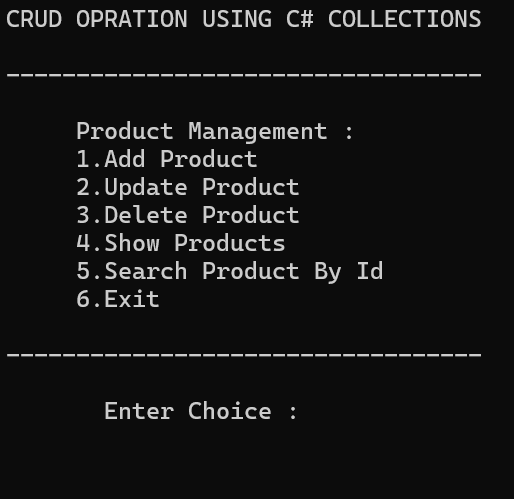 CRUD OPRATION USING C# COLLECTIONS
----------------------------------
Product Management :
1.Add Product
2.Update Product
3.Delete Product
4.Show Products
5.Search Product By Id
6.Exit
----------------------------------
Enter Choice :